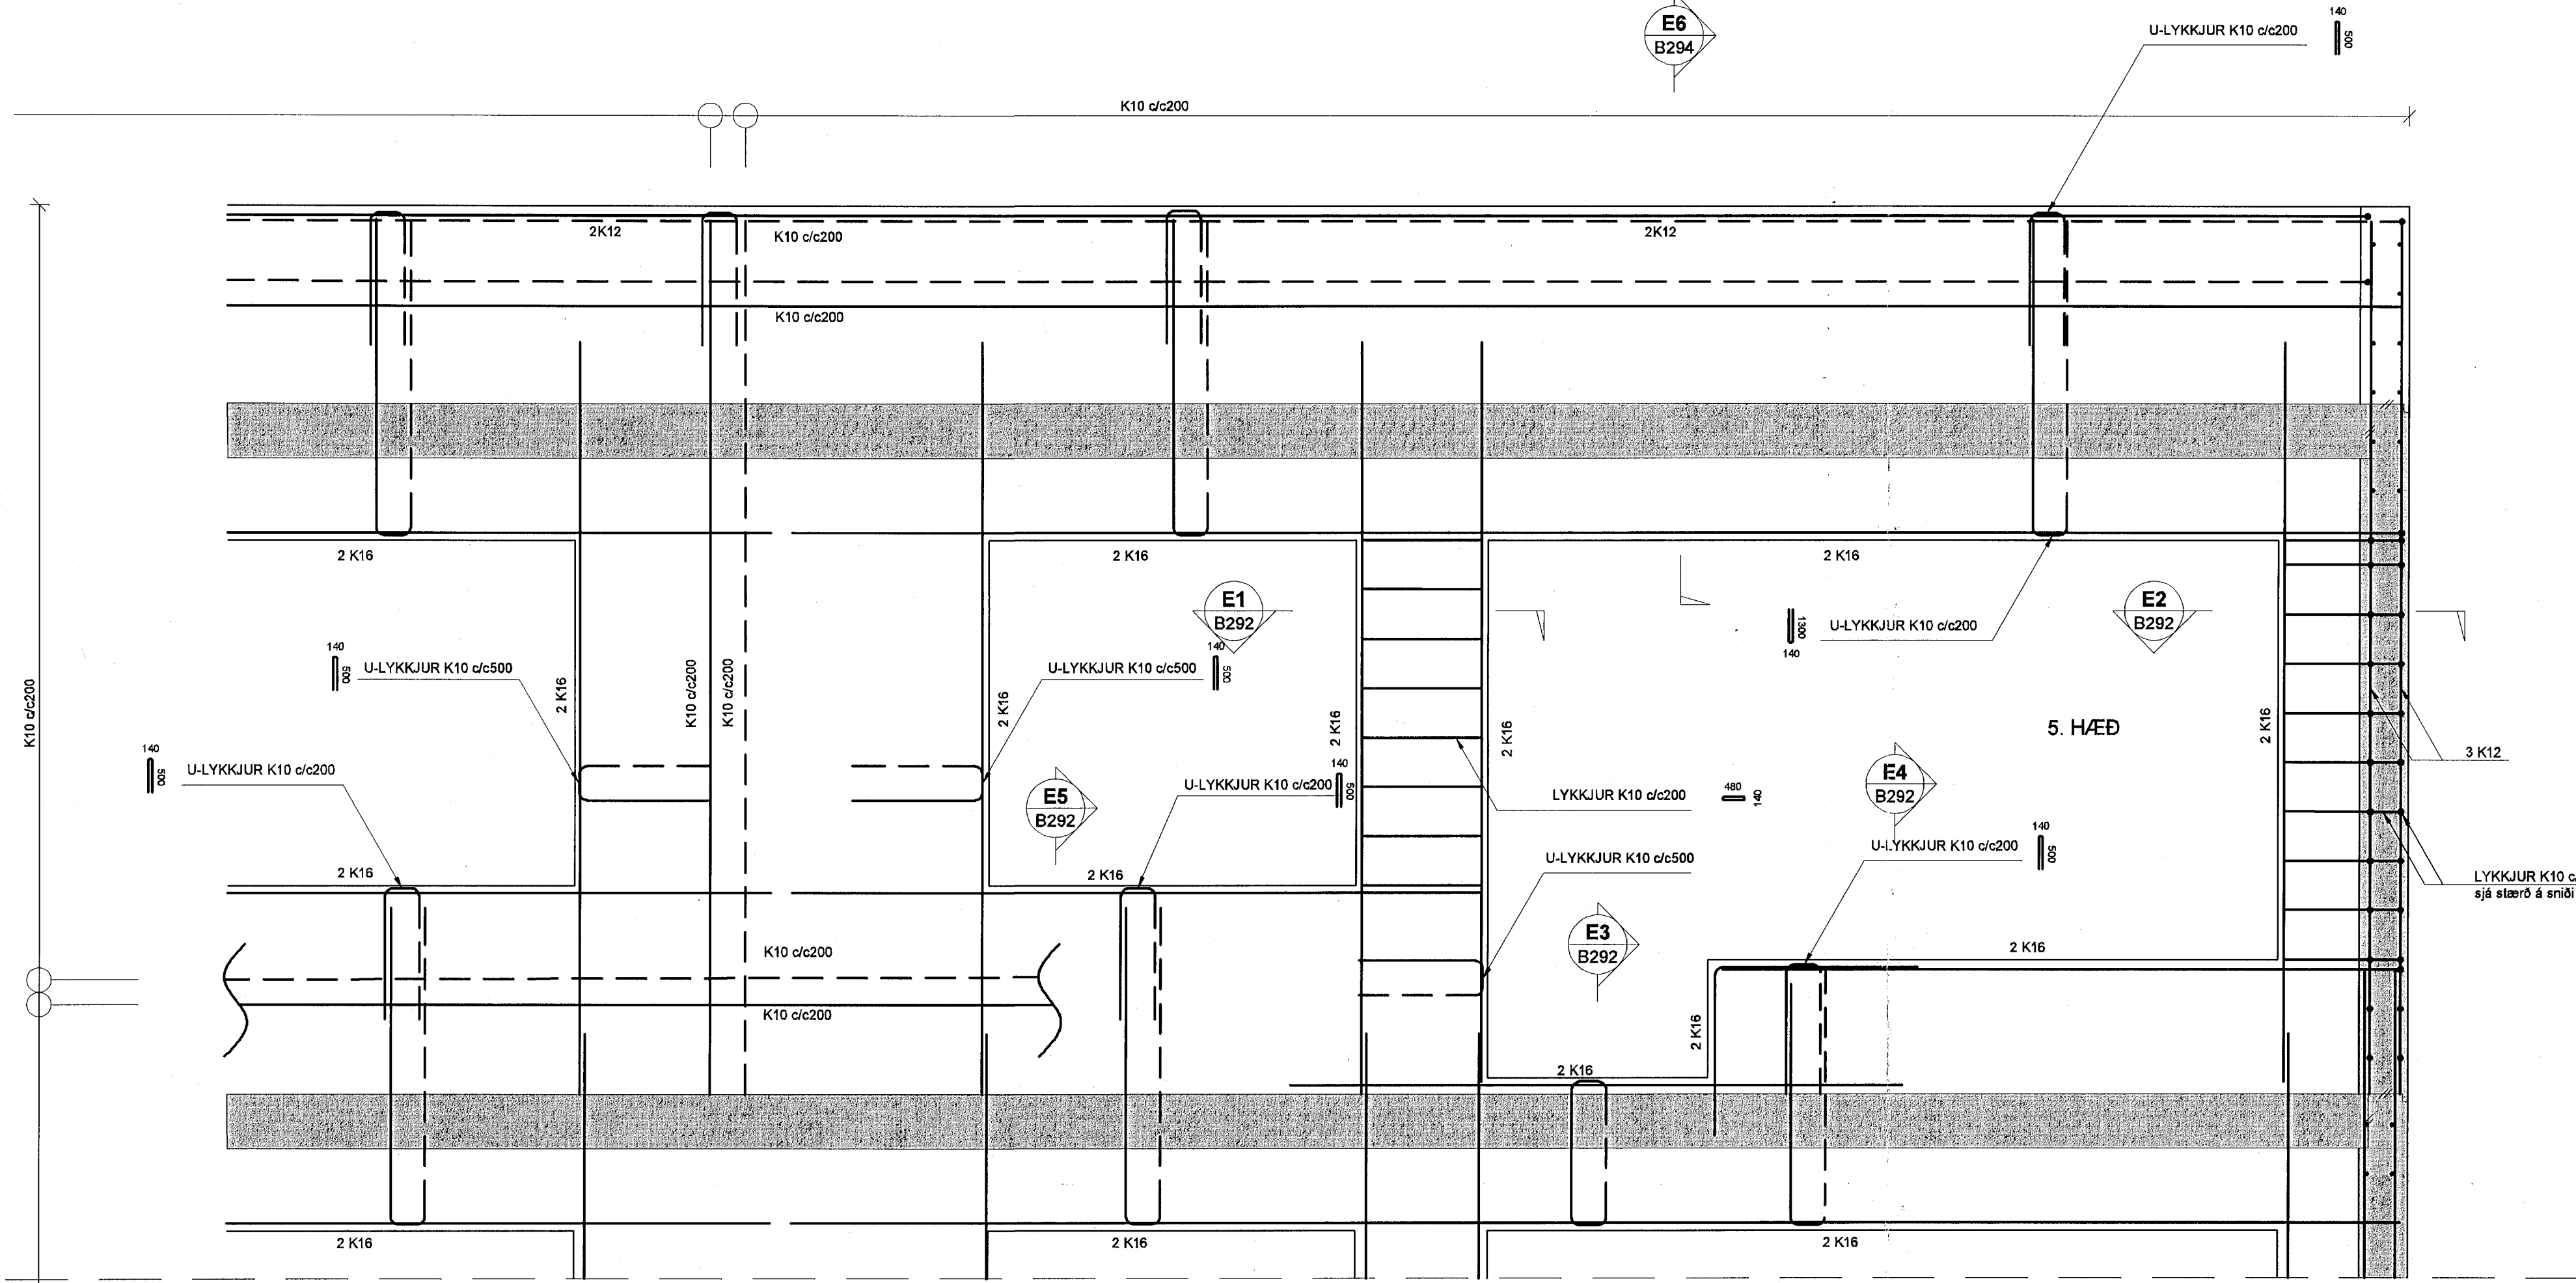 E6
B294
U-LYKKJUR K10 c/c200
140
500
K10 c/c200
2K12
K10 c/c200
2K12
K10 c/c200
2 K16
2 K16
2 K16
E1
B292
E2
B292
1300
140
U-LYKKJUR K10 c/c200
140
500
U-LYKKJUR K10 c/c500
U-LYKKJUR K10 c/c500
140
500
2 K16
K10 c/c200
K10 c/c200
2 K16
2 K16
2 K16
2 K16
5. HÆÐ
K10 c/c200
3 K12
140
500
U-LYKKJUR K10 c/c200
E5
B292
U-LYKKJUR K10 c/c200
140
500
LYKKJUR K10 c/c200
480
140
E4
B292
140
500
U-LYKKJUR K10 c/c200
U-LYKKJUR K10 c/c500
2 K16
2 K16
LYKKJUR K10 c/
sjá stærð á sniði
E3
B292
2 K16
K10 c/c200
K10 c/c200
2 K16
2 K16
2 K16
2 K16
2 K16